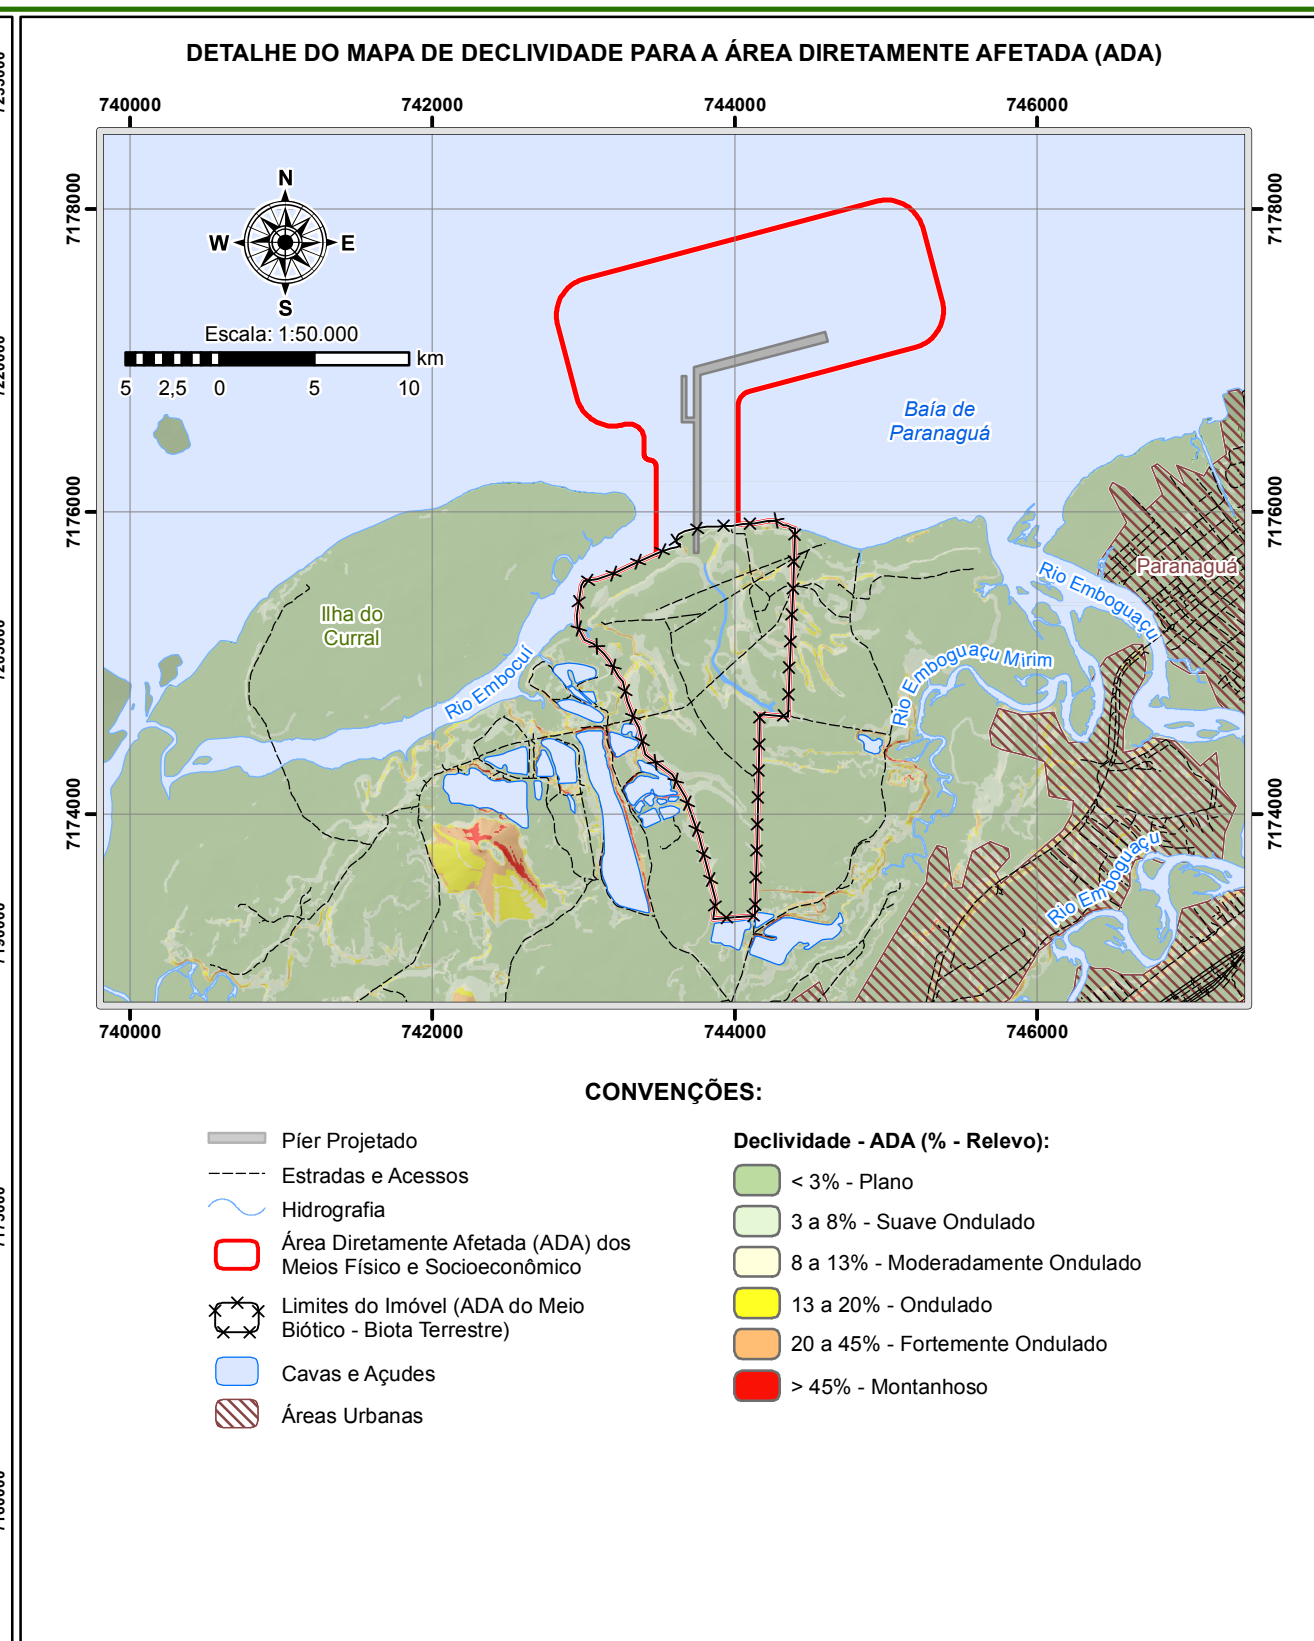 DETALHE DO MAPA DE DECLIVIDADE PARA A ÁREA DIRETAMENTE AFETADA (ADA)
740000
742000
744000
746000
7178000
7178000
N
W
E
S
Escala: 1:50.000
km
5
2,5
0
5
10
Baía de
Paranaguá
7176000
7176000
Paranaguá
Rio Emboguaçu
Ilha do
Curral
Rio Embocuí
Rio Emboguaçu Mirim
7174000
7174000
Rio Emboguaçu
740000
742000
744000
746000
CONVENÇÕES:
Píer Projetado
Estradas e Acessos
Hidrografia
Área Diretamente Afetada (ADA) dos
Meios Físico e Socioeconômico
Limites do Imóvel (ADA do Meio
Biótico - Biota Terrestre)
Cavas e Açudes
Áreas Urbanas
Declividade - ADA (% - Relevo):
< 3% - Plano
3 a 8% - Suave Ondulado
8 a 13% - Moderadamente Ondulado
13 a 20% - Ondulado
20 a 45% - Fortemente Ondulado
> 45% - Montanhoso